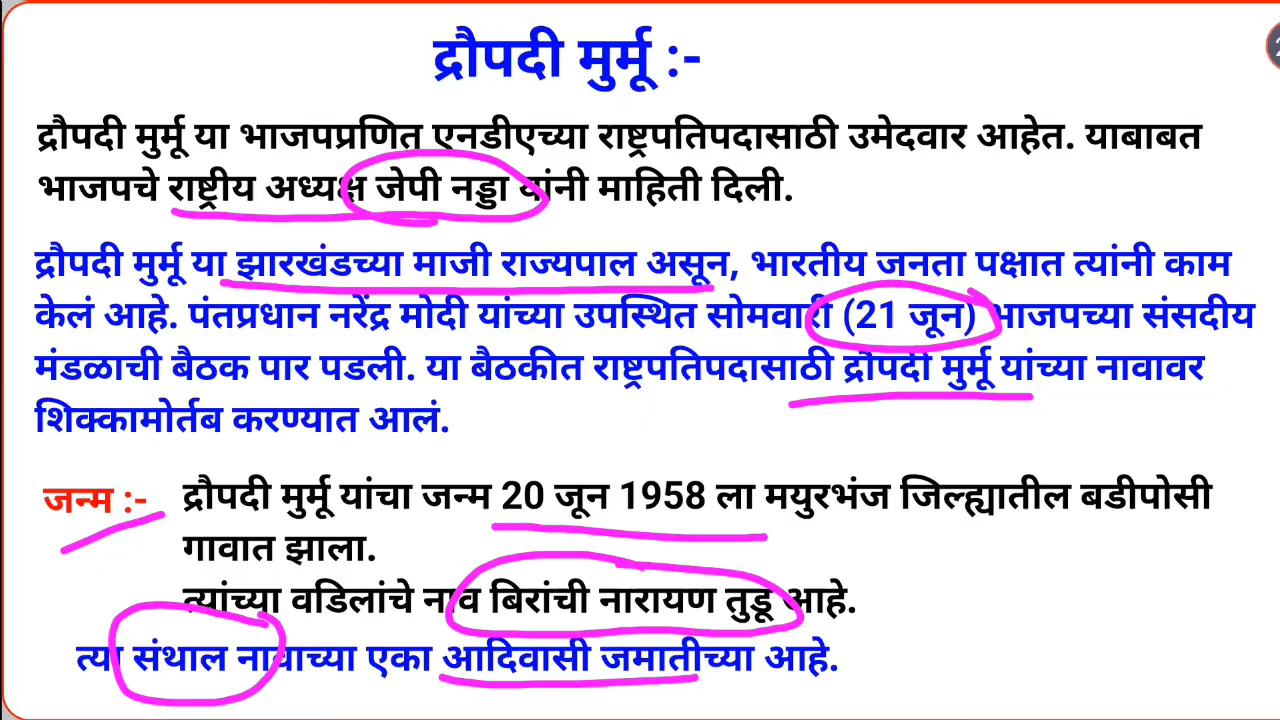 द्रौपदी मुर्मू :-
द्रौपदी मुर्मू या भाजपप्रणित एनडीएच्या राष्ट्रपतिपदासाठी उमेदवार आहेत. याबाबत
भाजपचे राष्ट्रीय अध्यक्ष जेपी नड्डा यांनी माहिती दिली.
द्रौपदी मुर्मू या झारखंडच्या माजी राज्यपाल असून, भारतीय जनता पक्षात त्यांनी काम
केलं आहे. पंतप्रधान नरेंद्र मोदी यांच्या उपस्थित सोमवारी (21 जून) भाजपच्या संसदीय
मंडळाची बैठक पार पडली. या बैठकीत राष्ट्रपतिपदासाठी द्रौपदी मुर्मू यांच्या नावावर
शिक्कामोर्तब करण्यात आलं.
जन्म :- द्रौपदी मुर्मू यांचा जन्म 20 जून 1958 ला मयुरभंज जिल्ह्यातील बडीपोसी
गावात झाला.
त्यांच्या वडिलांचे नाव बिरांची नारायण तुडू आहे.
त्या संथाल नावाच्या एका आदिवासी जमातीच्या आहे.